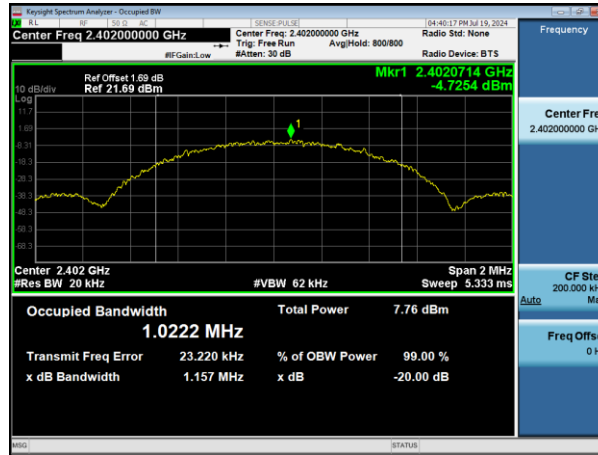 Keysight Spectrum Analyzer - Occupied BW
RL RF 50 Ω AC SENSE:PULSE 04:40:17 PM Jul 19, 2024
Center Freq 2.402000000 GHz Center Freq: 2.402000000 GHz Radio Std: None Frequency
Trig: Free Run Avg|Hold: 800/800
#IFGain:Low #Atten: 30 dB Radio Device: BTS
Ref Offset 1.69 dB Mkr1 2.4020714 GHz
10 dB/div Ref 21.69 dBm -4.7254 dBm
Log
11.7
1.69
1
-8.31
-18.3
-28.3
-38.3
-48.3
-58.3
-68.3
Center Fre
2.402000000 GH
Center 2.402 GHz Span 2 MHz
#Res BW 20 kHz #VBW 62 kHz Sweep 5.333 ms
CF Ste
200.000 kH
Auto Ma
Occupied Bandwidth Total Power 7.76 dBm
1.0222 MHz
Transmit Freq Error 23.220 kHz % of OBW Power 99.00 %
x dB Bandwidth 1.157 MHz x dB -20.00 dB
Freq Offs
0 H
MSG STATUS